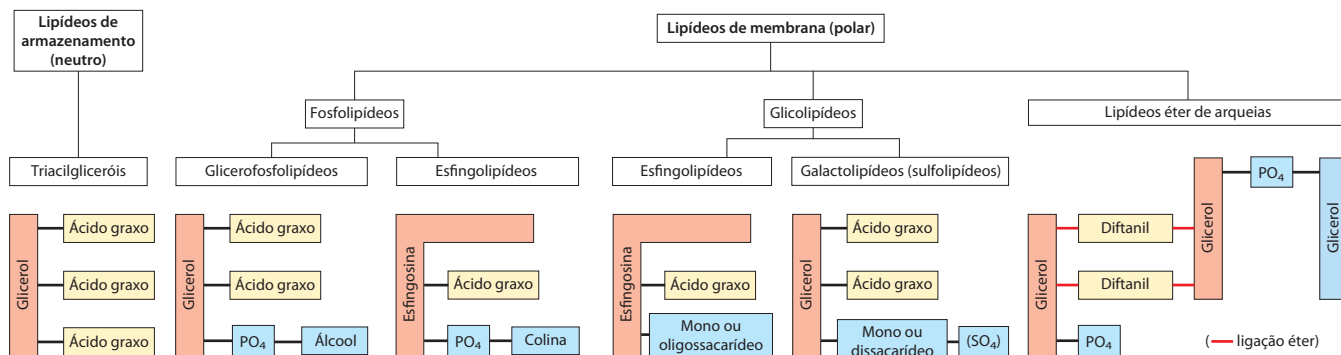 Lipídeos de
armazenamento
(neutro)
Lipídeos de membrana (polar)
Fosfolipídeos
Glicolipídeos
Lipídeos éter de arqueias
Triacilgliceróis
Glicerofosfolipídeos
Esfingolipídeos
Esfingolipídeos
Galactolipídeos (sulfolipídeos)
Glicerol
Ácido graxo
Ácido graxo
Ácido graxo
Glicerol
Ácido graxo
Ácido graxo
PO₄
Álcool
Esfingosina
Ácido graxo
PO₄
Colina
Esfingosina
Ácido graxo
Mono ou
oligossacarídeo
Glicerol
Ácido graxo
Ácido graxo
Mono ou
dissacarídeo
(SO₄)
Glicerol
Diftanil
Diftanil
PO₄
Glicerol
PO₄
Glicerol
( ligação éter)